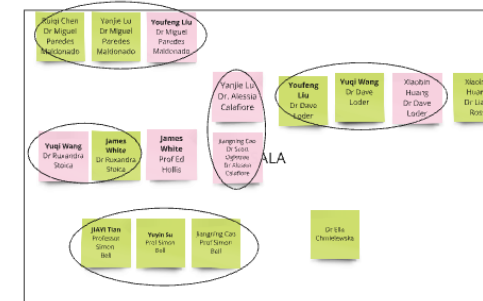 Ruiqi Chen
Dr Miguel
Paredes
Maldonado
Yanjie Lu
Dr Miguel
Paredes
Maldonado
Youfeng Liu
Dr Miguel
Paredes
Maldonado
Yanjie Lu
Dr. Alessia
Calafiore
Youfeng
Liu
Dr Dave
Loder
Yuqi Wang
Dr Dave
Loder
Xiaobin
Huang
Dr Dave
Loder
Yuqi Wang
Dr Ruxandra
Stoica
James
White
Dr Ruxandra
Stoica
James
White
Prof Ed
Hollis
Jiangning Cao
Dr Alessia
Calafiore
ALA
JIAYI Tian
Professor
Simon
Bell
Yuyin Su
Prof Simon
Bell
Jiangning Cao
Prof Simon
Bell
Dr Ella
Chmielewska